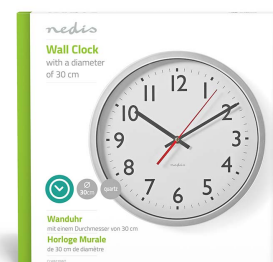 nedis
Wall Clock
with a diameter
of 30 cm
12
11
1
10
2
9
3
8
4
7
5
6
nedis
Ø
30cm
quartz
Wanduhr
mit einem Durchmesser von 30 cm
Horloge Murale
de 30 cm de diamètre